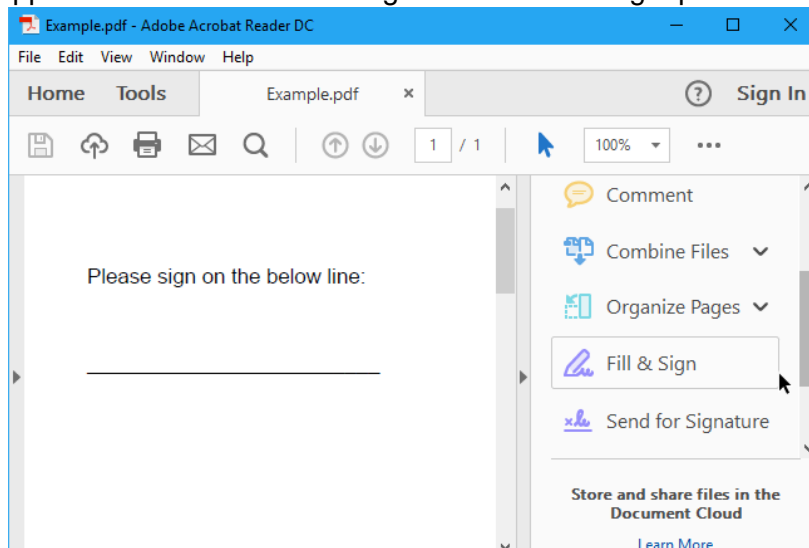 Example.pdf - Adobe Acrobat Reader DC
File Edit View Window Help
Home Tools Example.pdf × ? Sign In
1 / 1 100%
Comment
Combine Files
Please sign on the below line:
Organize Pages
Fill & Sign
Send for Signature
Store and share files in the
Document Cloud
Learn More